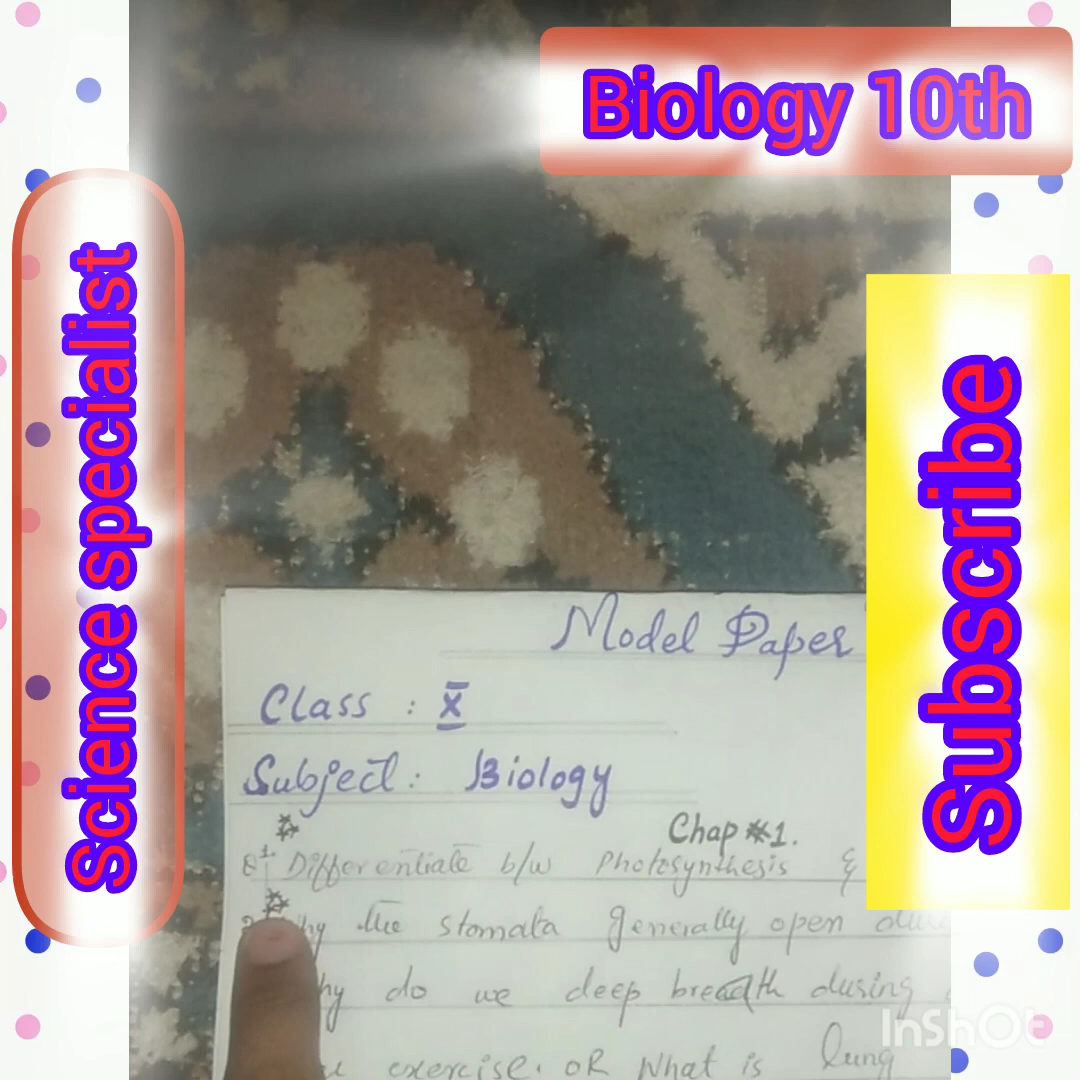 Biology 10th
Science specialist
Subscribe
Model Paper
Class : X
Subject : Biology
Chap #1.
Q1. Differentiate b/w Photosynthesis &
the stomata generally open
do we deep breath during
exercise. OR What is lung
InShOt